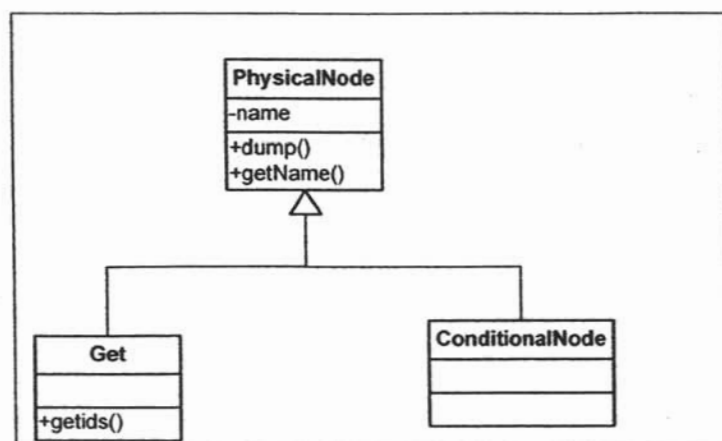 PhysicalNode
-name
+dump()
+getName()
Get
+getids()
ConditionalNode